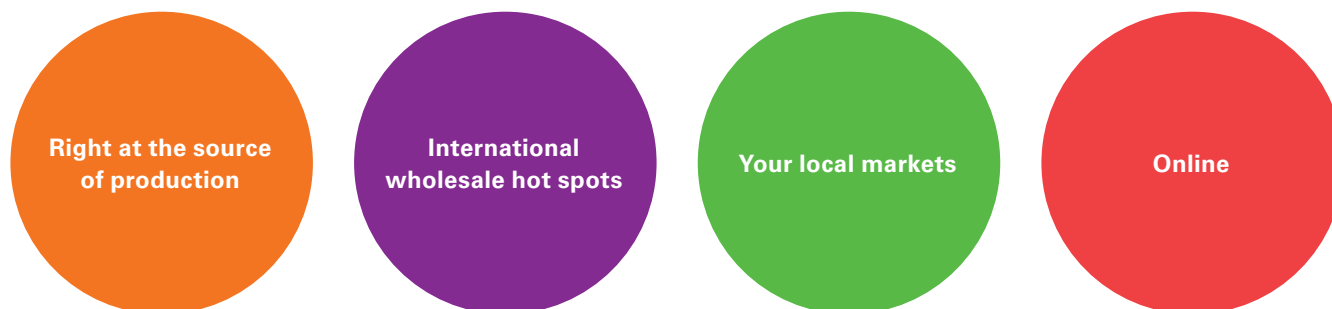 Right at the source
of production
International
wholesale hot spots
Your local markets
Online